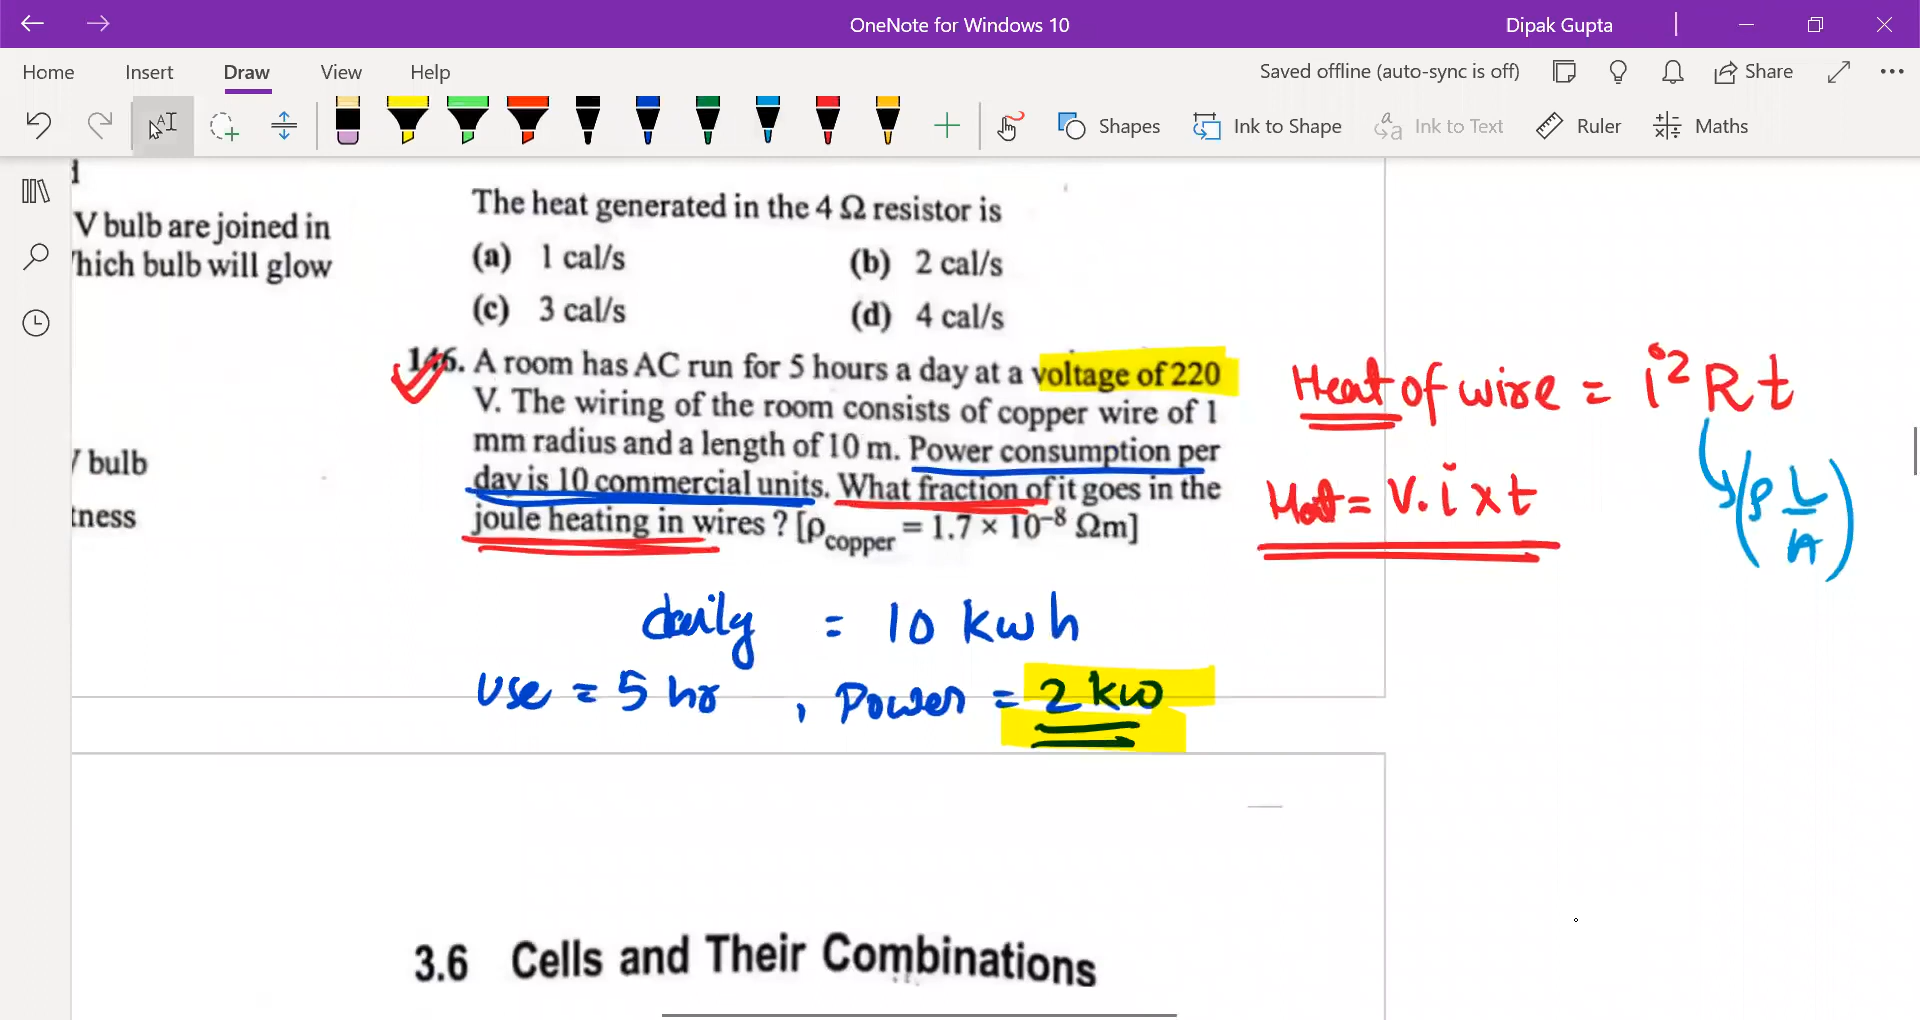 OneNote for Windows 10
Dipak Gupta
Home Insert Draw View Help
Saved offline (auto-sync is off) Share
Shapes Ink to Shape Ink to Text Ruler Maths
V bulb are joined in
hich bulb will glow
V bulb
tness
The heat generated in the 4 Ω resistor is
(a) 1 cal/s (b) 2 cal/s
(c) 3 cal/s (d) 4 cal/s
146. A room has AC run for 5 hours a day at a voltage of 220
V. The wiring of the room consists of copper wire of 1
mm radius and a length of 10 m. Power consumption per
day is 10 commercial units. What fraction of it goes in the
joule heating in wires ? [ρcopper = 1.7 × 10⁻⁸ Ωm]
Heat of wire = i² R t
(ρ L/A)
Heat = V. i x t
daily = 10 kwh
use = 5 hr , Power = 2 kw
3.6 Cells and Their Combinations